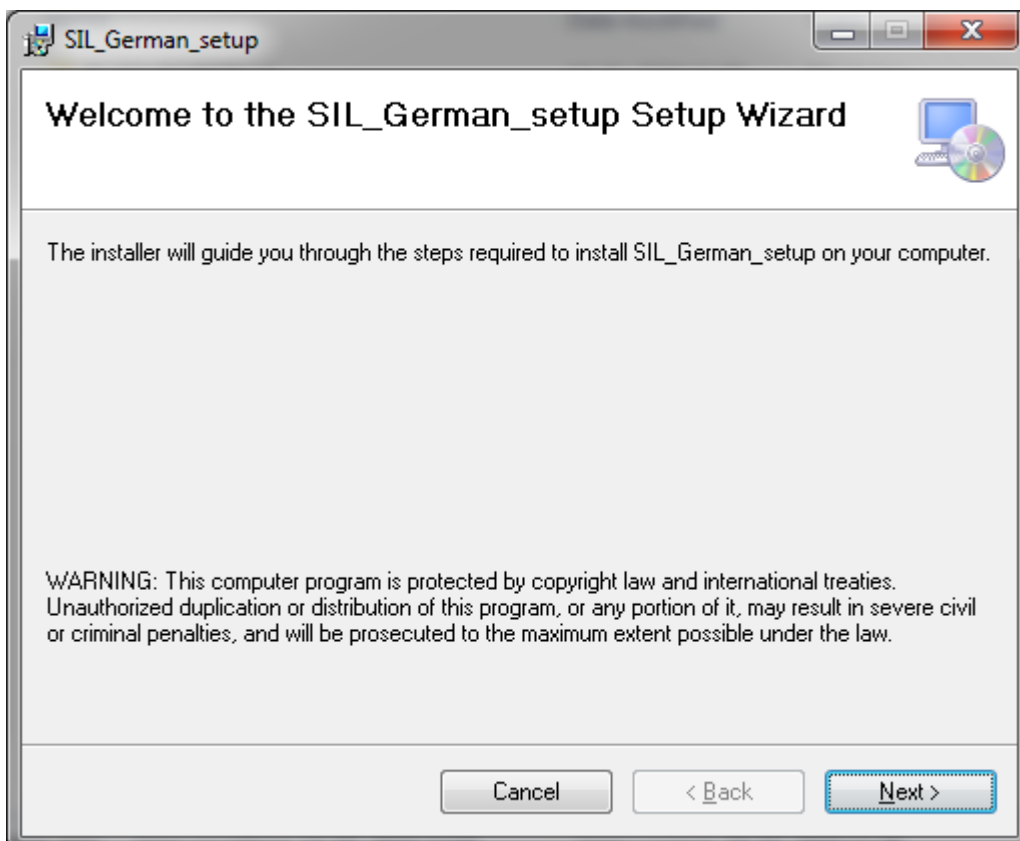 SIL_German_setup
Welcome to the SIL_German_setup Setup Wizard
The installer will guide you through the steps required to install SIL_German_setup on your computer.
WARNING: This computer program is protected by copyright law and international treaties.
Unauthorized duplication or distribution of this program, or any portion of it, may result in severe civil
or criminal penalties, and will be prosecuted to the maximum extent possible under the law.
Cancel < Back Next >